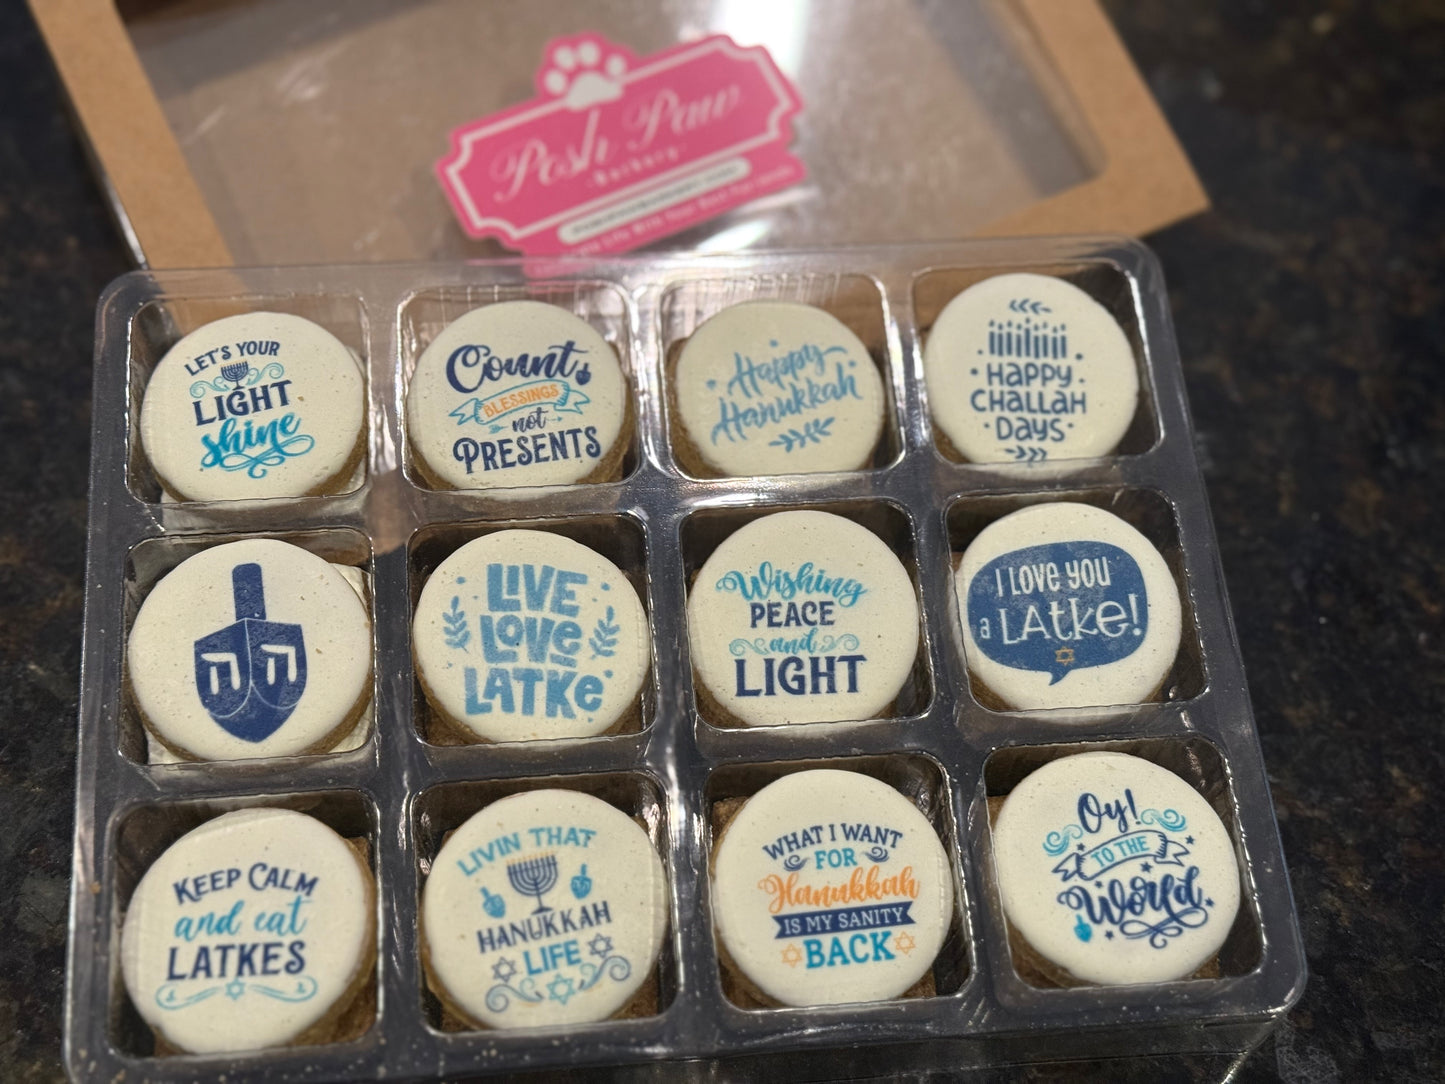 Posh Paw
Barkery
LET'S YOUR
LIGHT
shine
Count
BLESSINGS
not
PRESENTS
Happy
Hanukkah
HAPPY
CHALLAH
DAYS
ה ה
LIVE
LOVE
LATKE
Wishing
PEACE
and
LIGHT
I LOVE YOU
a LATKE!
KEEP CALM
and eat
LATKES
LIVIN THAT
HANUKKAH
LIFE
WHAT I WANT
FOR
Hanukkah
IS MY SANITY
BACK
Oy!
TO THE
World